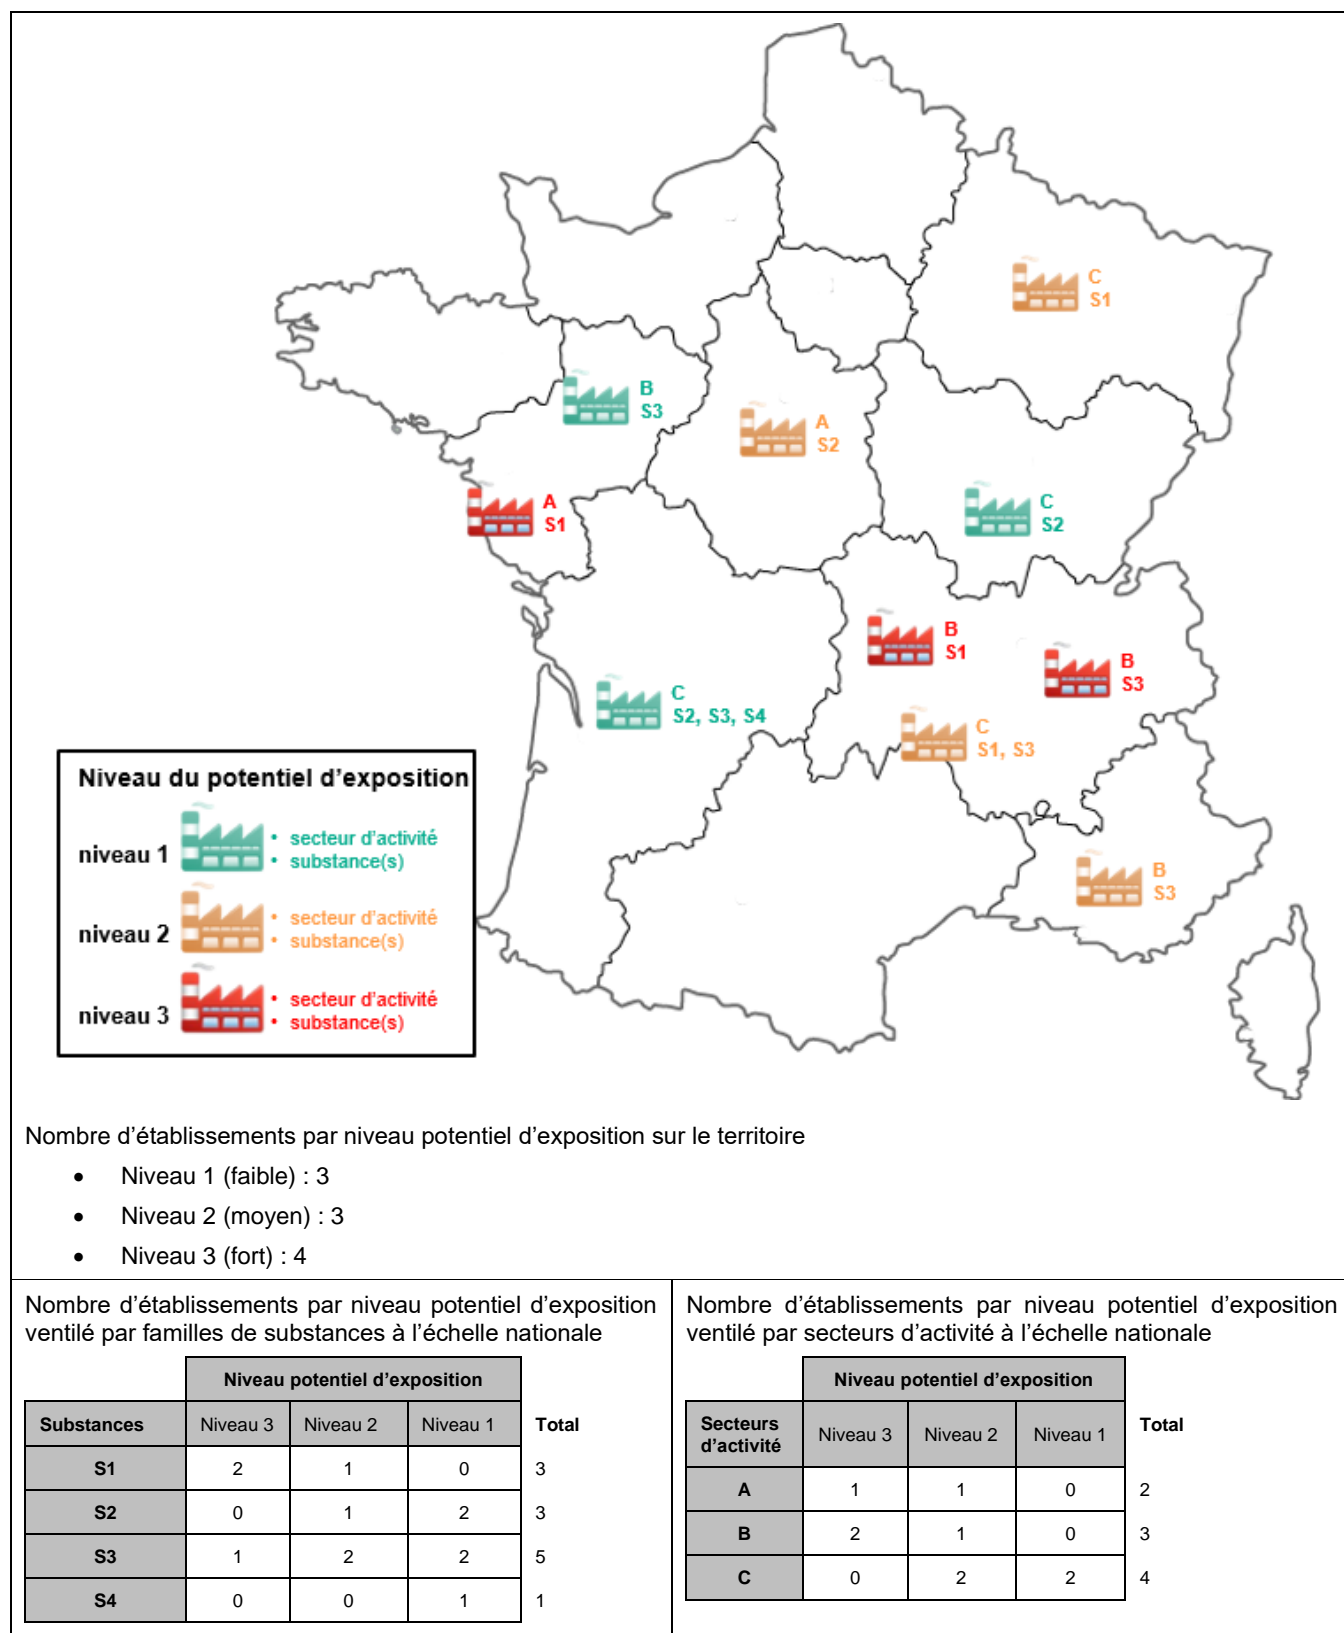 C
S1
B
S3
A
S2
A
S1
C
S2
B
S1
B
S3
C
S2, S3, S4
C
S1, S3
B
S3
Niveau du potentiel d'exposition
niveau 1
• secteur d'activité
• substance(s)
niveau 2
• secteur d'activité
• substance(s)
niveau 3
• secteur d'activité
• substance(s)
Nombre d'établissements par niveau potentiel d'exposition sur le territoire
• Niveau 1 (faible) : 3
• Niveau 2 (moyen) : 3
• Niveau 3 (fort) : 4
Nombre d'établissements par niveau potentiel d'exposition
ventilé par familles de substances à l'échelle nationale
Niveau potentiel d'exposition
Substances Niveau 3 Niveau 2 Niveau 1 Total
S1 2 1 0 3
S2 0 1 2 3
S3 1 2 2 5
S4 0 0 1 1
Nombre d'établissements par niveau potentiel d'exposition
ventilé par secteurs d'activité à l'échelle nationale
Niveau potentiel d'exposition
Secteurs
d'activité Niveau 3 Niveau 2 Niveau 1 Total
A 1 1 0 2
B 2 1 0 3
C 0 2 2 4